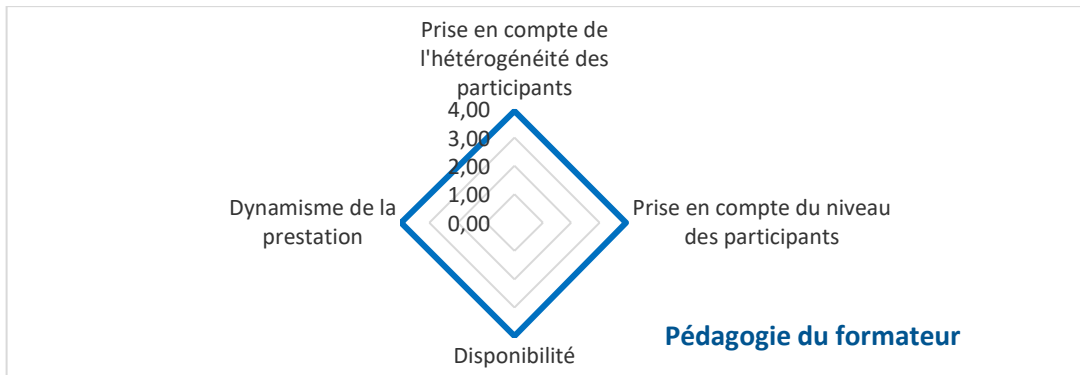 Prise en compte de
l'hétérogénéité des
participants
4,00
3,00
2,00
1,00
0,00
Dynamisme de la
prestation
Prise en compte du niveau
des participants
Pédagogie du formateur
Disponibilité